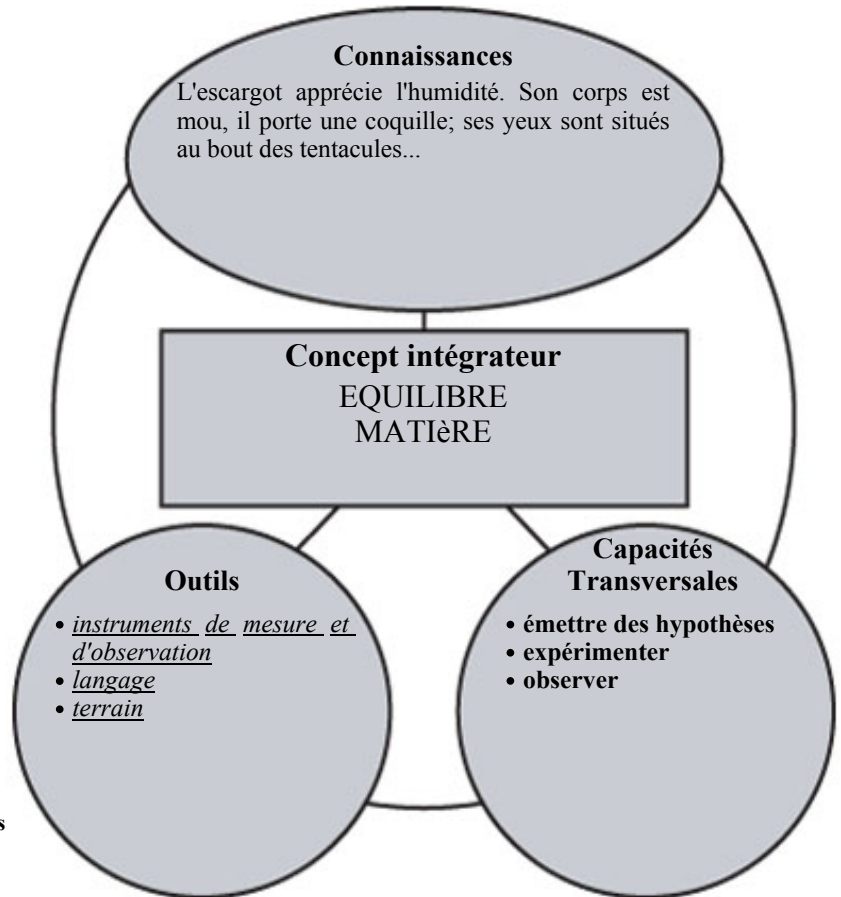 Connaissances
L'escargot apprécie l'humidité. Son corps est
mou, il porte une coquille; ses yeux sont situés
au bout des tentacules...
Concept intégrateur
EQUILIBRE
MATIèRE
Outils
• instruments de mesure et
d'observation
• langage
• terrain
Capacités
Transversales
• émettre des hypothèses
• expérimenter
• observer